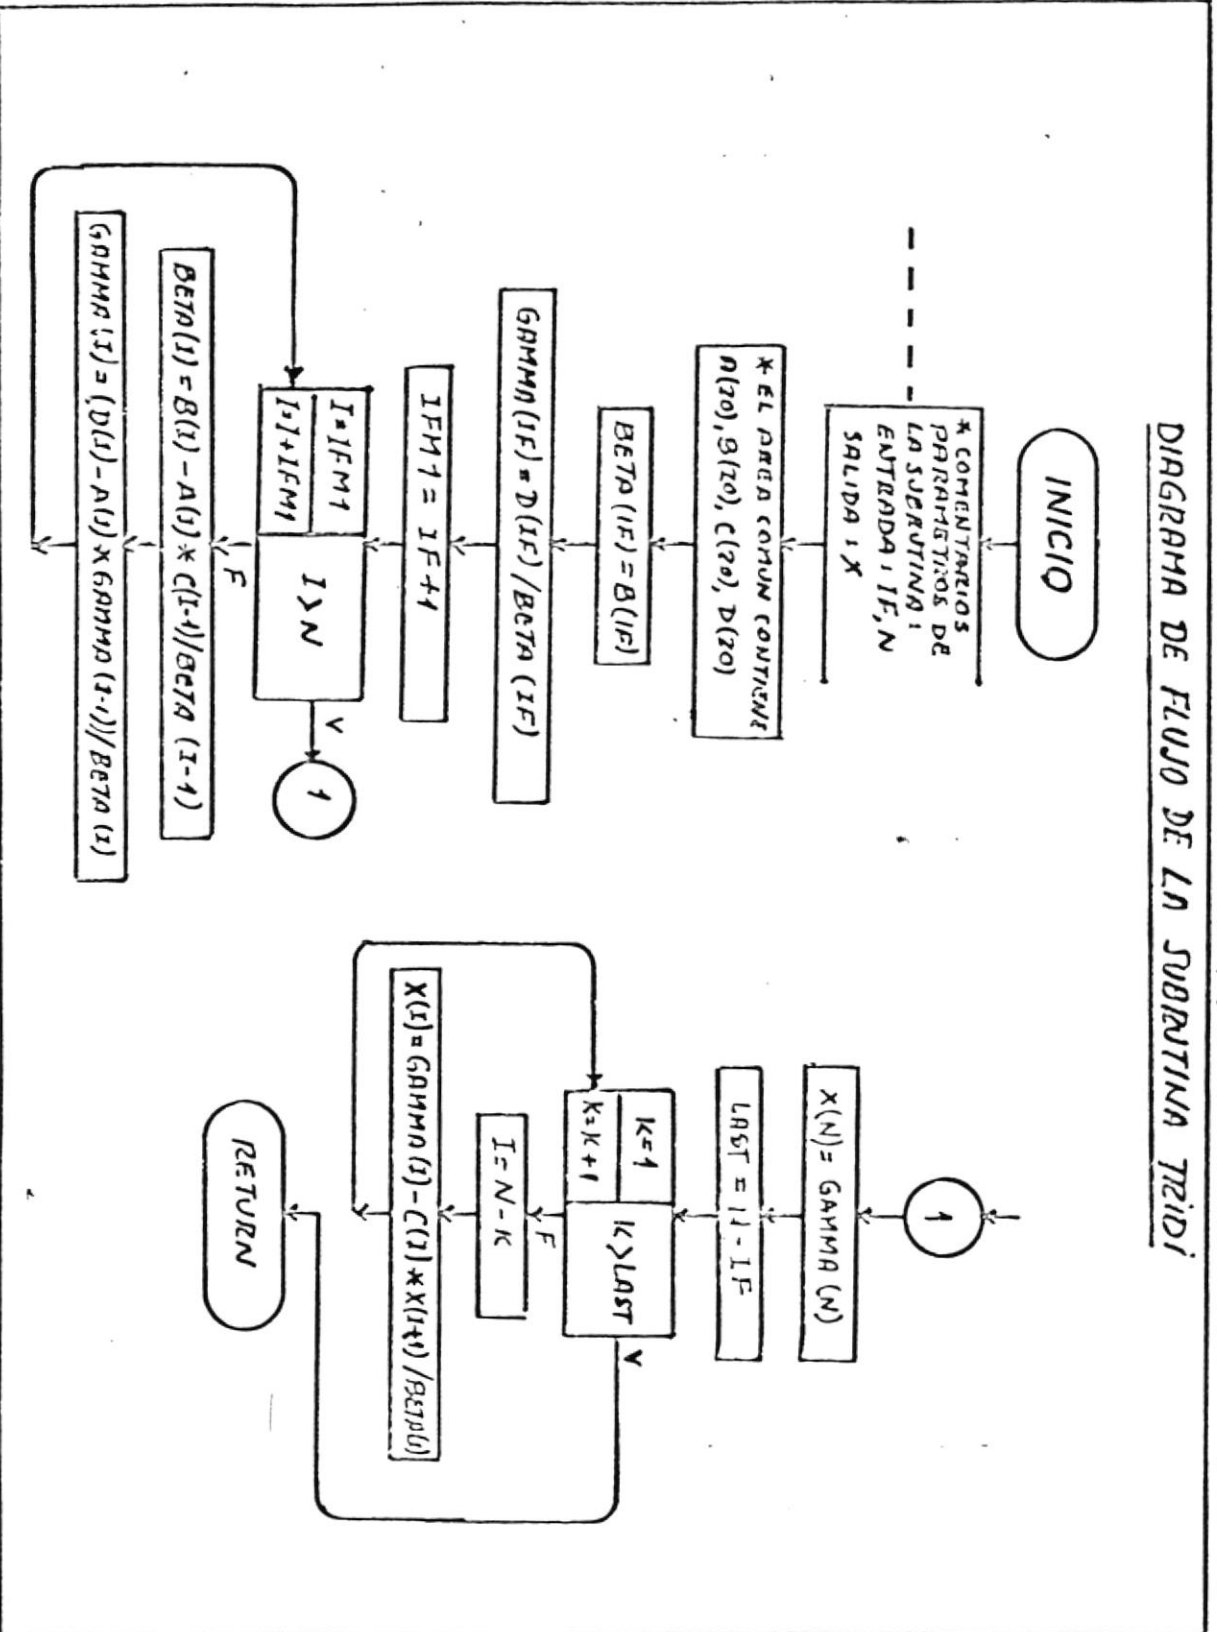 DIAGRAMA DE FLUJO DE LA SUBRUTINA TRIDI
INICIO
* COMENTARIOS
PARAMETROS DE
LA SUBRUTINA:
ENTRADA: IF, N
SALIDA: X
* EL AREA COMUN CONTIENE
A(20), B(20), C(20), D(20)
BETA(IF) = B(IF)
GAMMA(IF) = D(IF)/BETA(IF)
IFM1 = IF+1
I=IFM1
I=I+IFM1
I>N
V
1
F
BETA(I) = B(I) - A(I) * C(I-1)/BETA(I-1)
GAMMA(I) = (D(I) - A(I) * GAMMA(I-1))/BETA(I)
1
X(N) = GAMMA(N)
LAST = N - IF
K=1
K=K+1
K>LAST
V
F
I = N - K
X(I) = GAMMA(I) - C(I) * X(I+1)/BETA(I)
RETURN